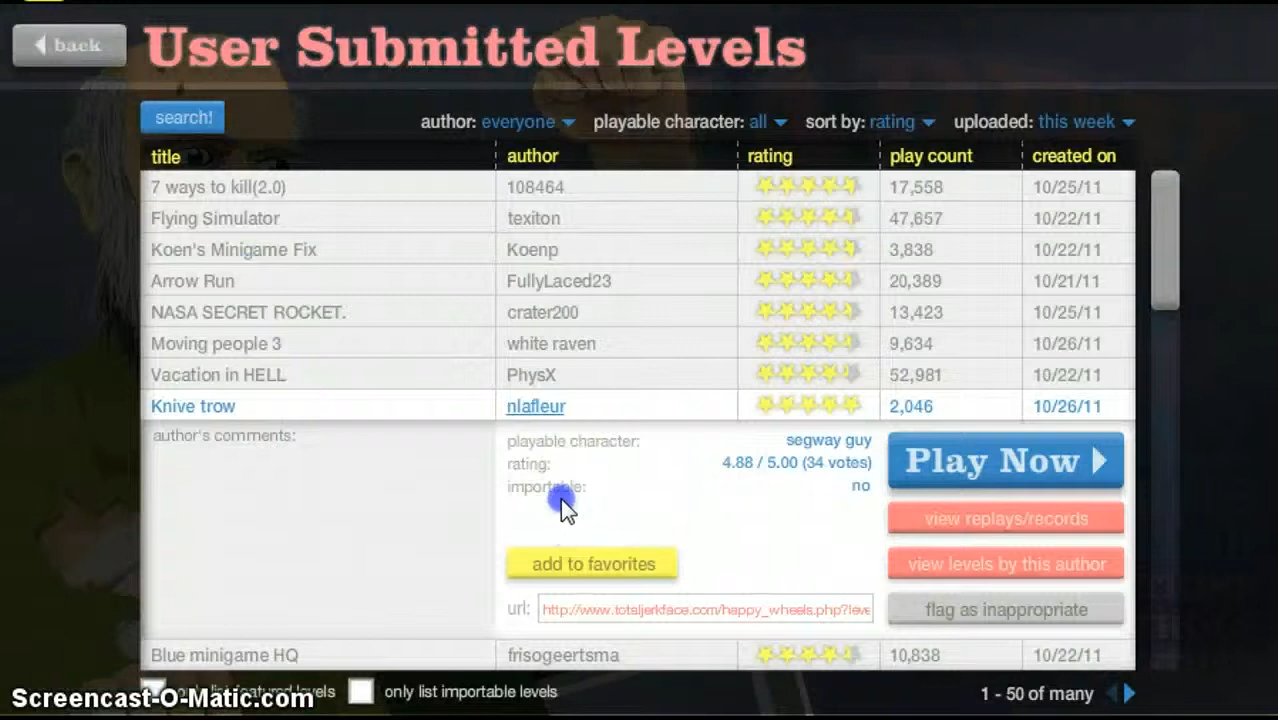 back
User Submitted Levels
search!
author: everyone playable character: all sort by: rating uploaded: this week
title author rating play count created on
7 ways to kill(2.0) 108464 17,558 10/25/11
Flying Simulator texiton 47,657 10/22/11
Koen's Minigame Fix Koenp 3,838 10/22/11
Arrow Run FullyLaced23 20,389 10/21/11
NASA SECRET ROCKET. crater200 13,423 10/25/11
Moving people 3 white raven 9,634 10/26/11
Vacation in HELL PhysX 52,981 10/22/11
Knive trow nlafleur 2,046 10/26/11
author's comments:
playable character: segway guy
rating: 4.88 / 5.00 (34 votes)
importable: no
Play Now
view replays/records
add to favorites
view levels by this author
url: http://www.totaljerkface.com/happy_wheels.php?leve
flag as inappropriate
Blue minigame HQ frisogeertsma 10,838 10/22/11
only list featured levels only list importable levels 1 - 50 of many
Screencast-O-Matic.com